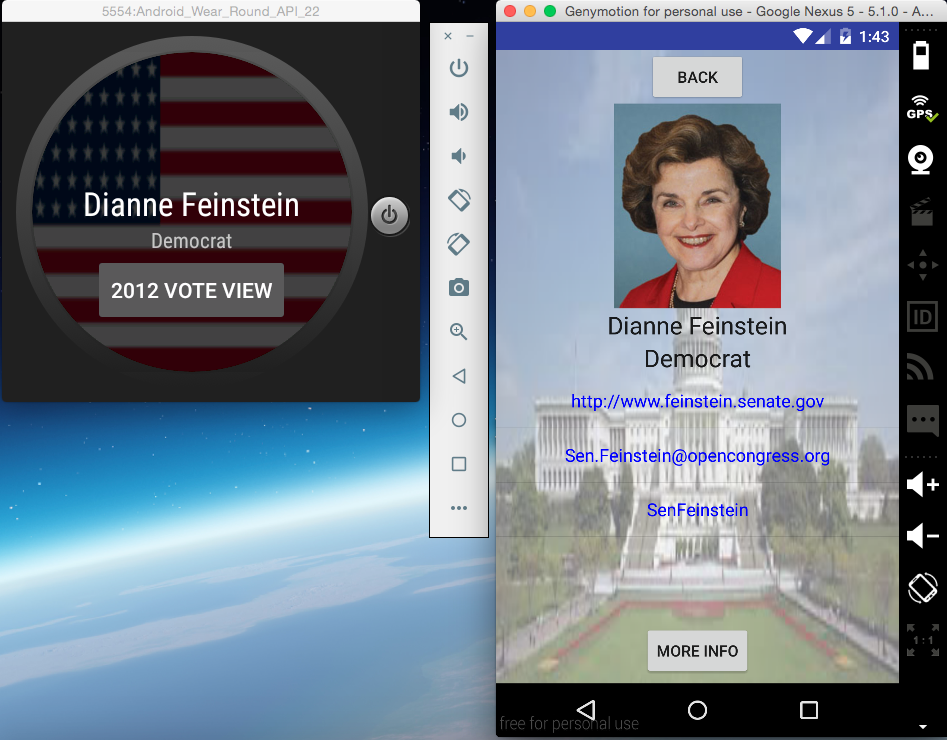 5554:Android_Wear_Round_API_22
Dianne Feinstein
Democrat
2012 VOTE VIEW
Genymotion for personal use - Google Nexus 5 - 5.1.0 - A...
1:43
BACK
Dianne Feinstein
Democrat
http://www.feinstein.senate.gov
Sen.Feinstein@opencongress.org
SenFeinstein
MORE INFO
free for personal use
GPS
ID
1:1